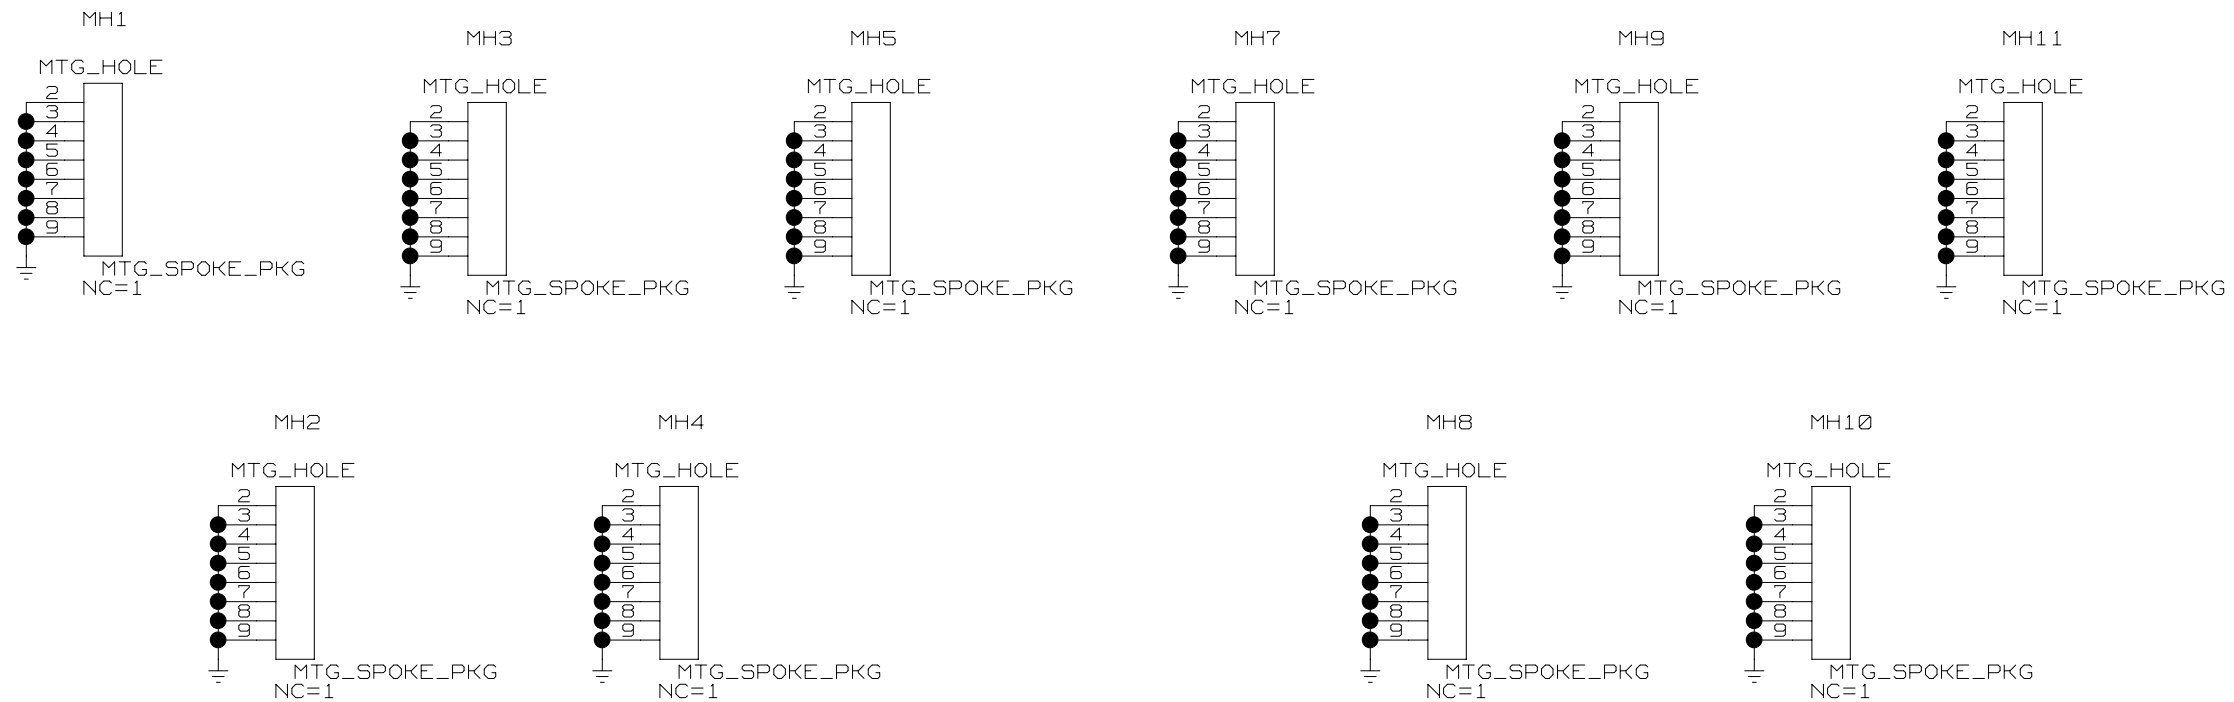 MH1
MTG_HOLE
2
3
4
5
6
7
8
9
MTG_SPOKE_PKG
NC=1
MH3
MTG_HOLE
2
3
4
5
6
7
8
9
MTG_SPOKE_PKG
NC=1
MH5
MTG_HOLE
2
3
4
5
6
7
8
9
MTG_SPOKE_PKG
NC=1
MH7
MTG_HOLE
2
3
4
5
6
7
8
9
MTG_SPOKE_PKG
NC=1
MH9
MTG_HOLE
2
3
4
5
6
7
8
9
MTG_SPOKE_PKG
NC=1
MH11
MTG_HOLE
2
3
4
5
6
7
8
9
MTG_SPOKE_PKG
NC=1
MH2
MTG_HOLE
2
3
4
5
6
7
8
9
MTG_SPOKE_PKG
NC=1
MH4
MTG_HOLE
2
3
4
5
6
7
8
9
MTG_SPOKE_PKG
NC=1
MH8
MTG_HOLE
2
3
4
5
6
7
8
9
MTG_SPOKE_PKG
NC=1
MH10
MTG_HOLE
2
3
4
5
6
7
8
9
MTG_SPOKE_PKG
NC=1